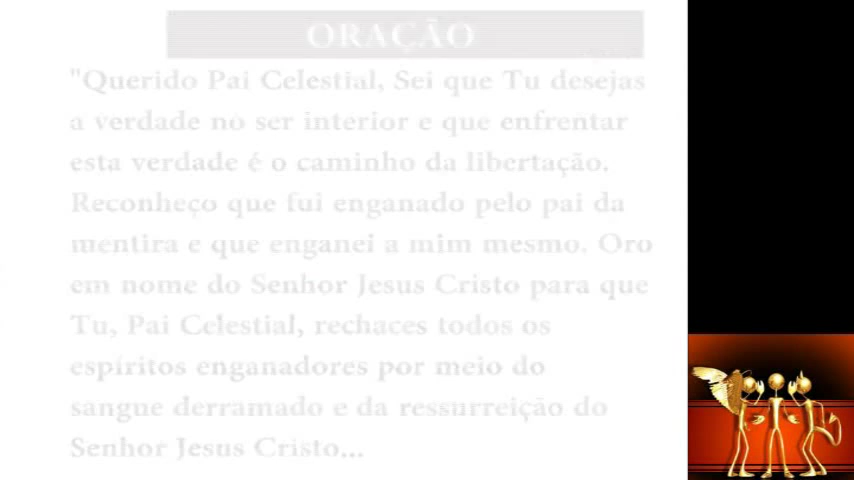 ORAÇÃO
"Querido Pai Celestial, Sei que Tu desejas
a verdade no ser interior e que enfrentar
esta verdade é o caminho da libertação.
Reconheço que fui enganado pelo pai da
mentira e que enganei a mim mesmo. Oro
em nome do Senhor Jesus Cristo para que
Tu, Pai Celestial, rechaces todos os
espíritos enganadores por meio do
sangue derramado e da ressurreição do
Senhor Jesus Cristo...